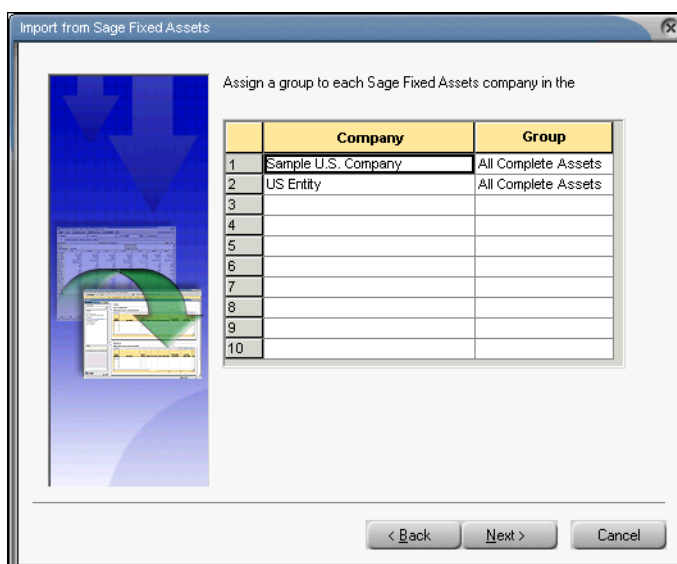 Import from Sage Fixed Assets
Assign a group to each Sage Fixed Assets company in the
Company Group
1 Sample U.S. Company All Complete Assets
2 US Entity All Complete Assets
3
4
5
6
7
8
9
10
< Back Next > Cancel